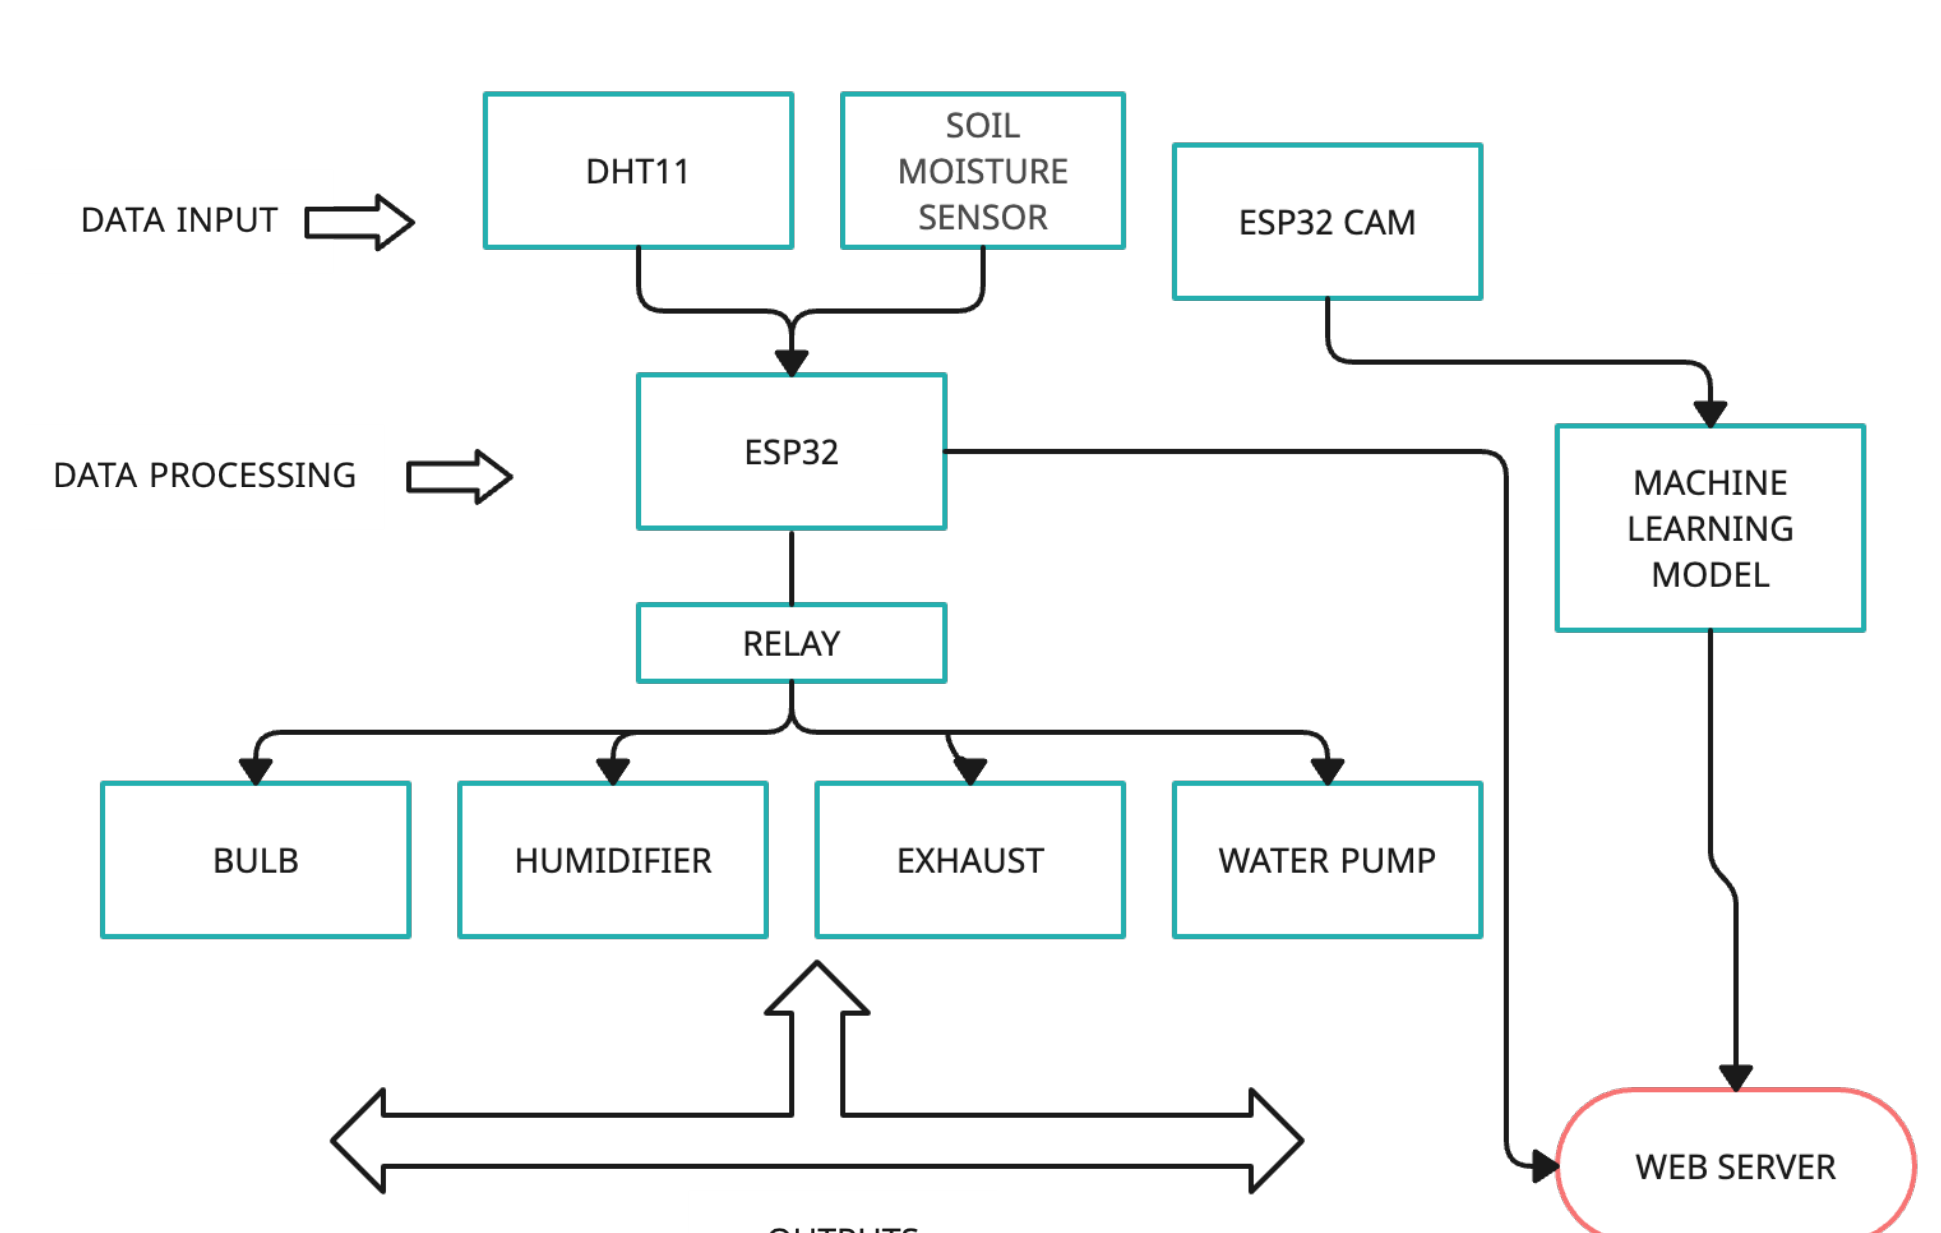 DHT11
SOIL
MOISTURE
SENSOR
ESP32 CAM
DATA INPUT
ESP32
DATA PROCESSING
MACHINE
LEARNING
MODEL
RELAY
BULB
HUMIDIFIER
EXHAUST
WATER PUMP
WEB SERVER
OUTPUTS